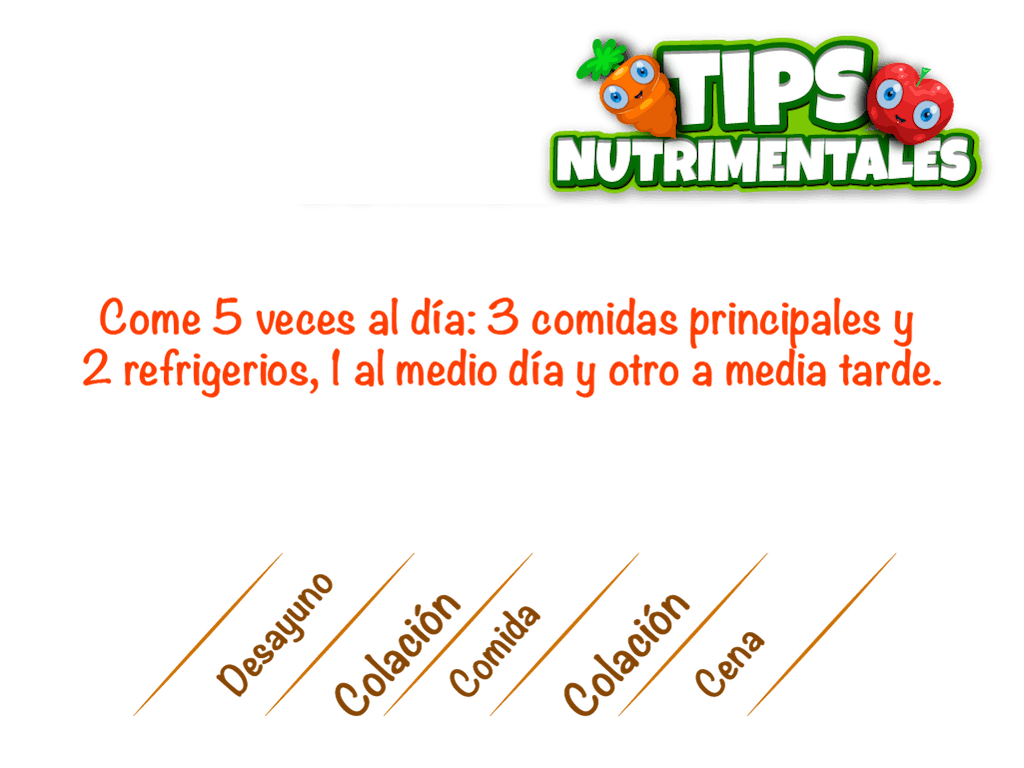 TIPS
NUTRIMENTALES
Come 5 veces al día: 3 comidas principales y
2 refrigerios, 1 al medio día y otro a media tarde.
Desayuno
Colación
Comida
Colación
Cena